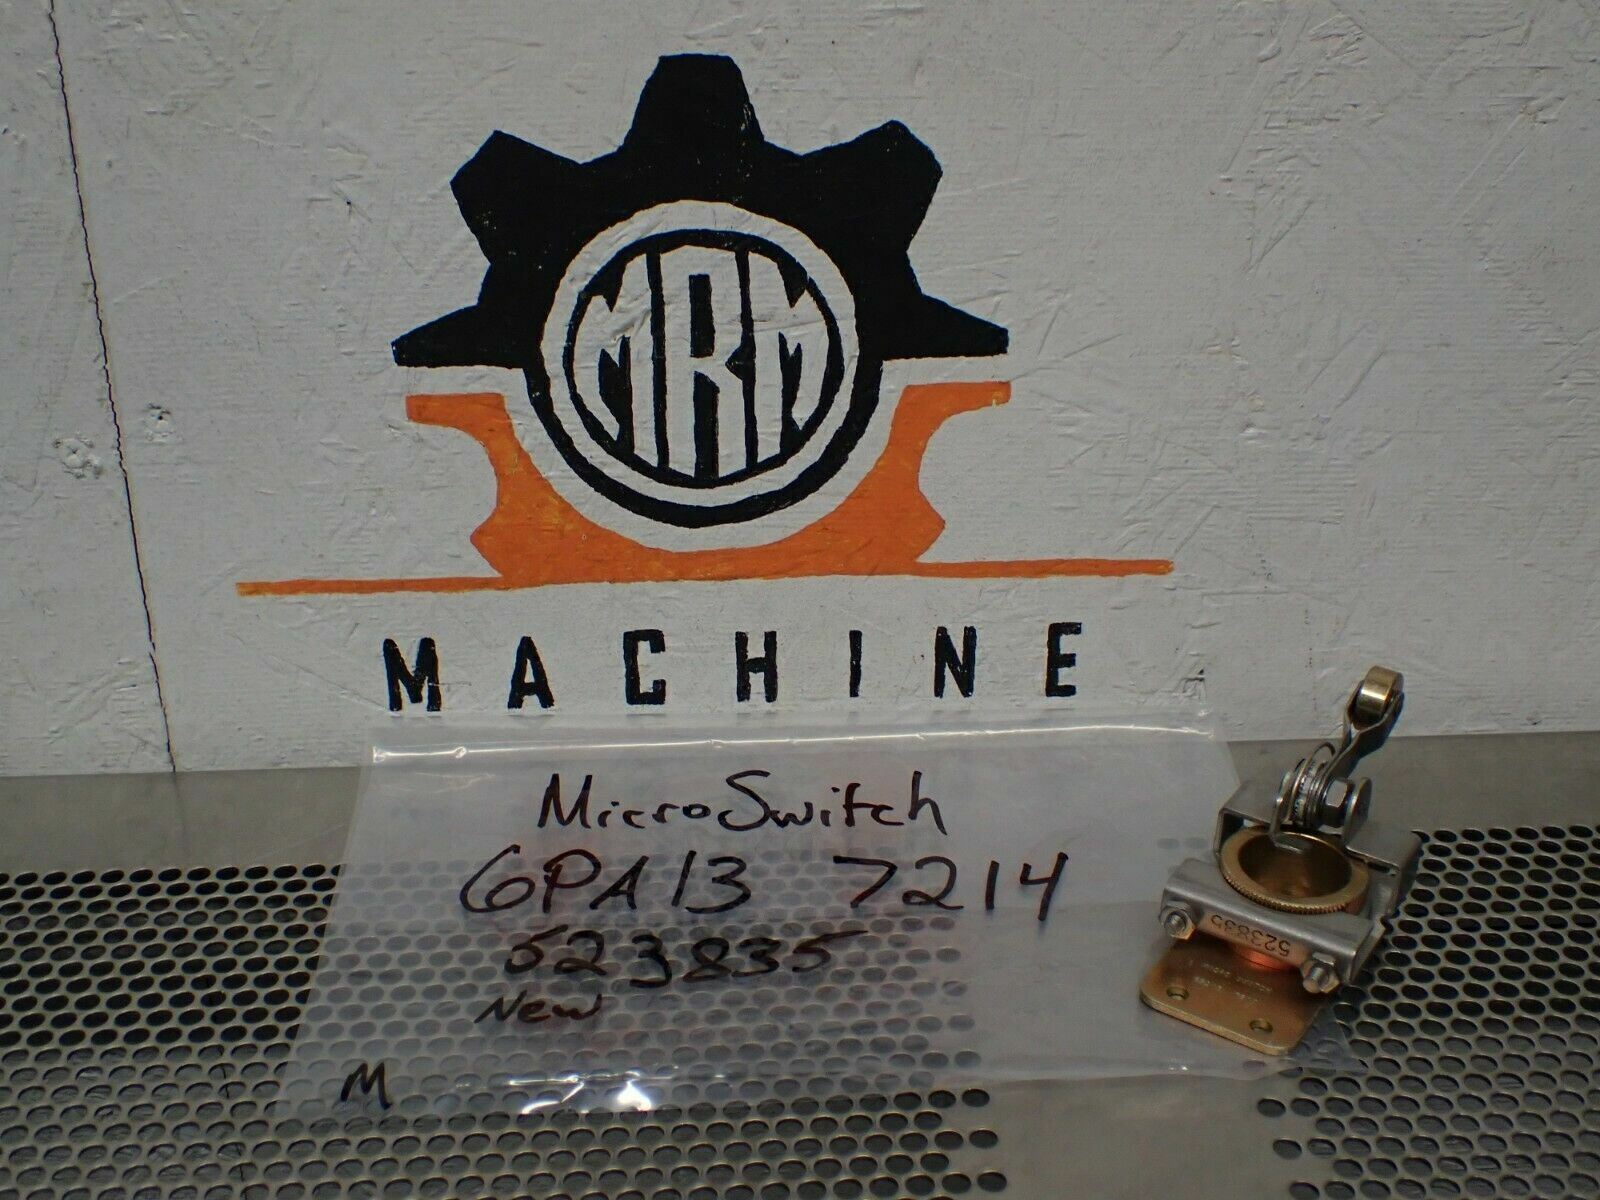 MRM
MACHINE
MicroSwitch
6PA13 7214
523835
New
M
523835